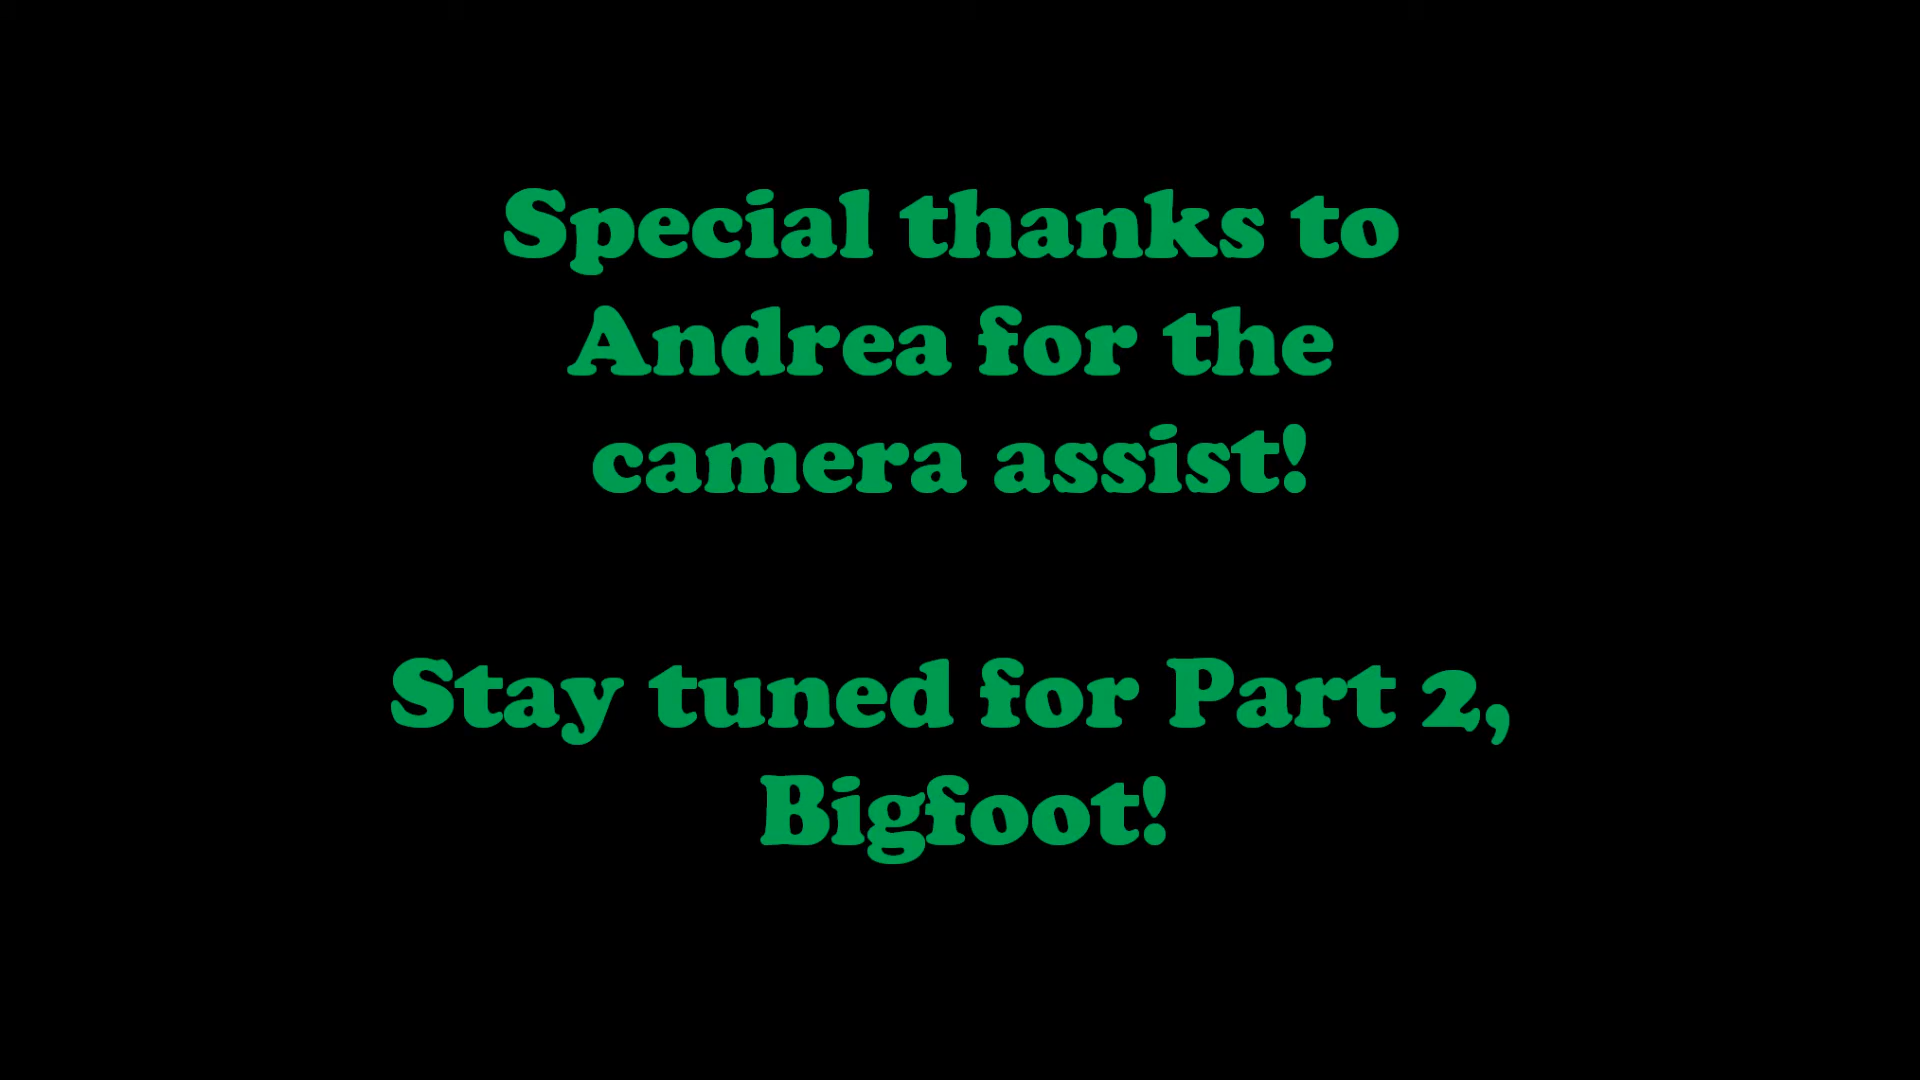 Special thanks to
Andrea for the
camera assist!
Stay tuned for Part 2,
Bigfoot!